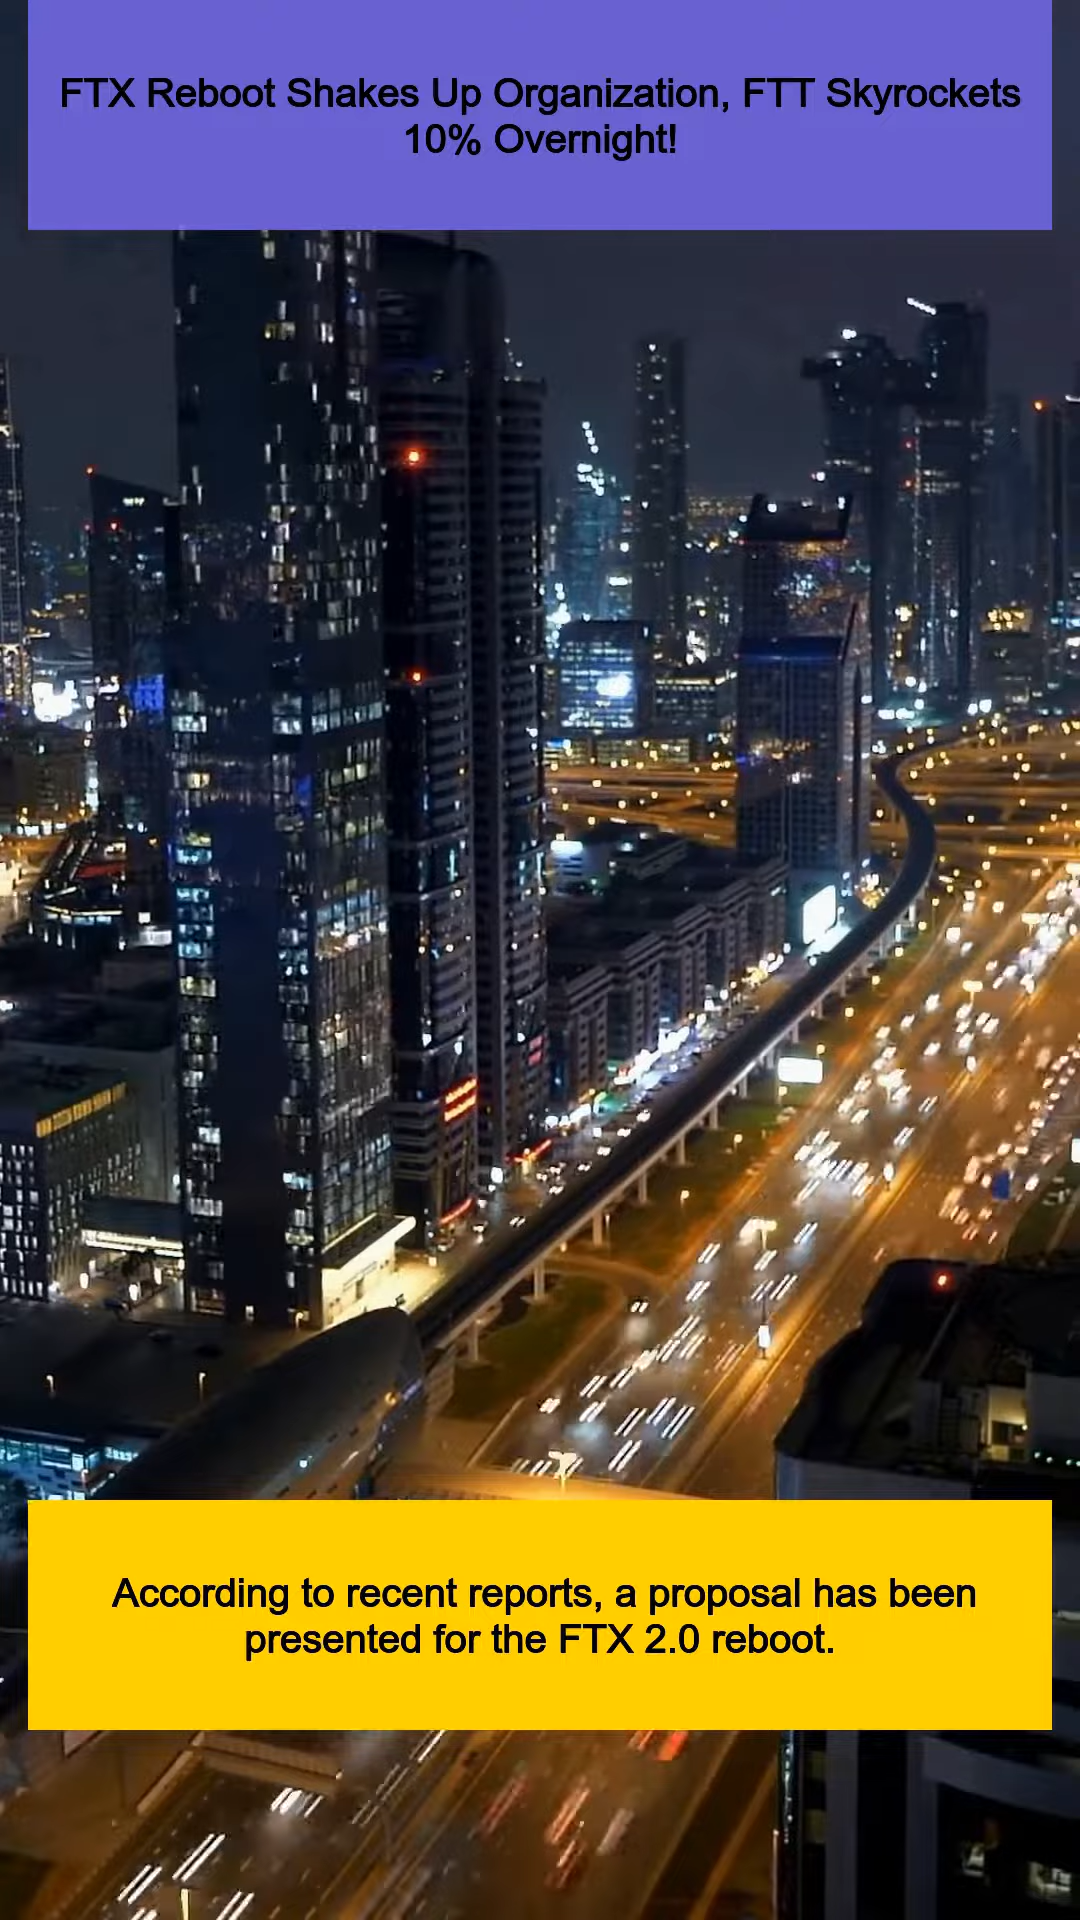 FTX Reboot Shakes Up Organization, FTT Skyrockets
10% Overnight!
According to recent reports, a proposal has been
presented for the FTX 2.0 reboot.